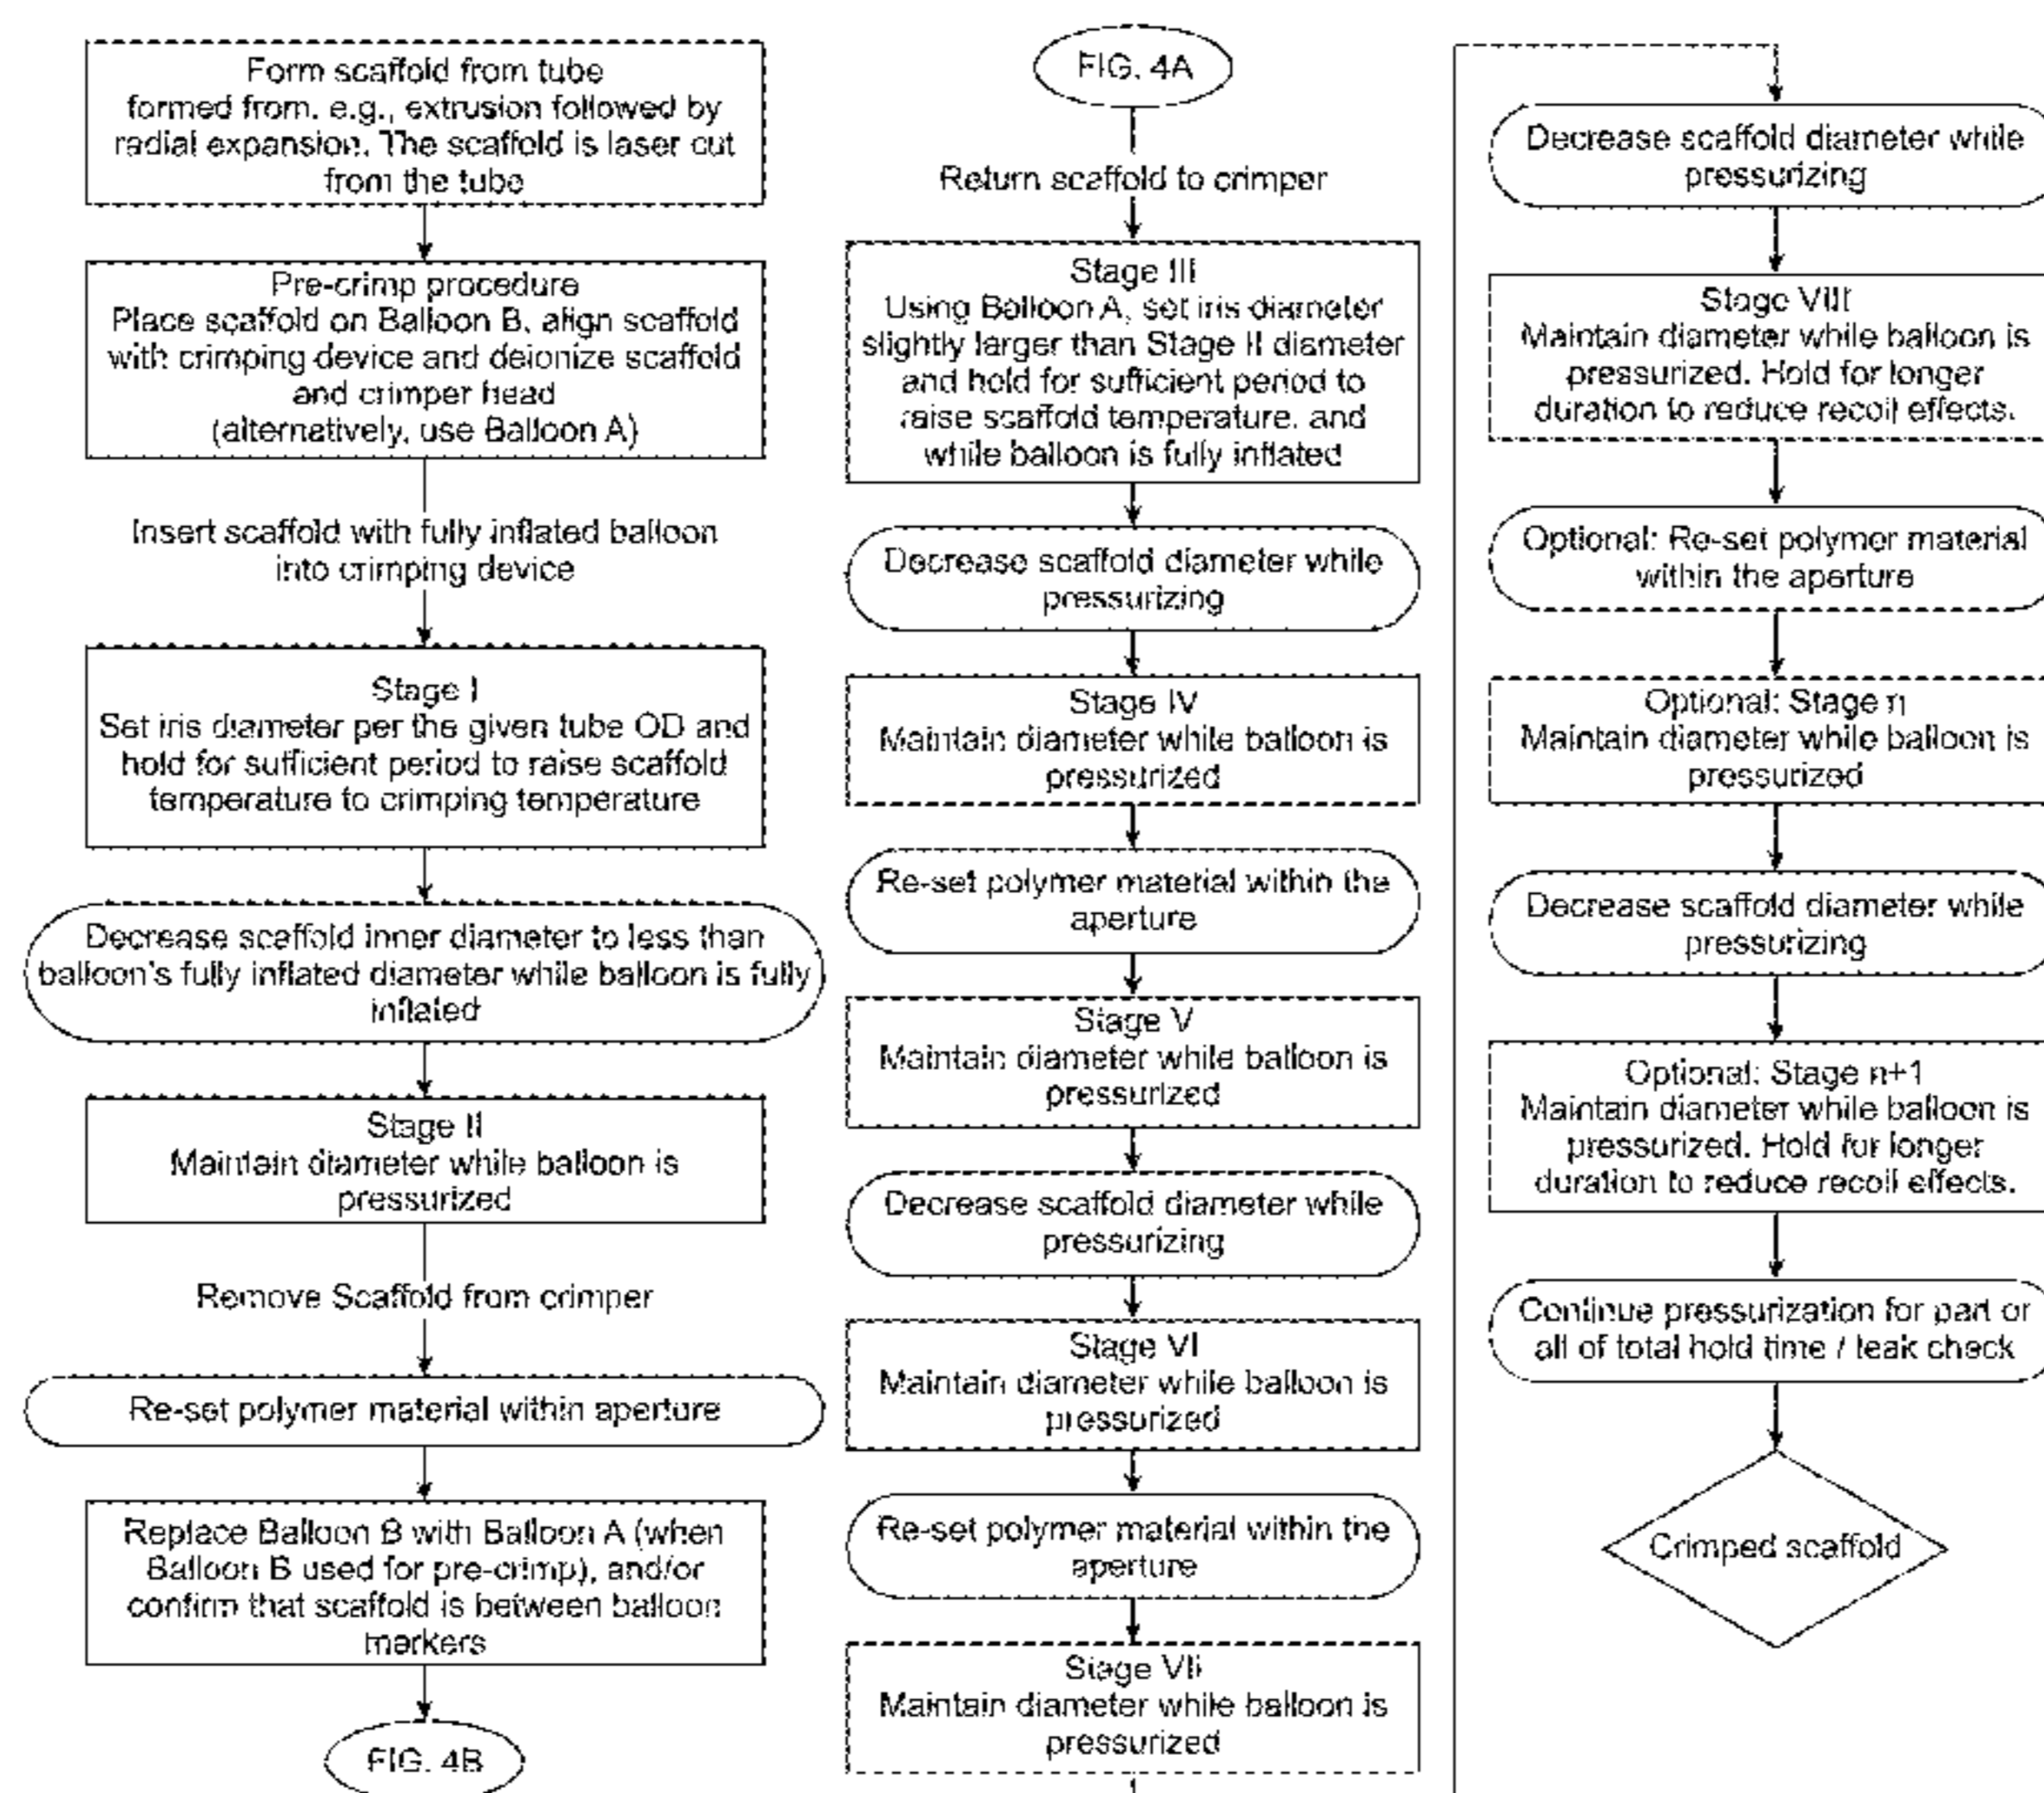 Form scaffold from tube
formed from, e.g., extrusion followed by
radial expansion. The scaffold is laser cut
from the tube
Pre-crimp procedure
Place scaffold on Balloon B, align scaffold
with crimping device and deionize scaffold
and crimper head
(alternatively, use Balloon A)
Insert scaffold with fully inflated balloon
into crimping device
Stage I
Set iris diameter per the given tube OD and
hold for sufficient period to raise scaffold
temperature to crimping temperature
Decrease scaffold inner diameter to less than
balloon's fully inflated diameter while balloon is fully
inflated
Stage II
Maintain diameter while balloon is
pressurized
Remove Scaffold from crimper
Re-set polymer material within aperture
Replace Balloon B with Balloon A (when
Balloon B used for pre-crimp), and/or
confirm that scaffold is between balloon
markers
FIG. 4B
FIG. 4A
Return scaffold to crimper
Stage III
Using Balloon A, set iris diameter
slightly larger than Stage II diameter
and hold for sufficient period to
raise scaffold temperature, and
while balloon is fully inflated
Decrease scaffold diameter while
pressurizing
Stage IV
Maintain diameter while balloon is
pressurized
Re-set polymer material within the
aperture
Stage V
Maintain diameter while balloon is
pressurized
Decrease scaffold diameter while
pressurizing
Stage VI
Maintain diameter while balloon is
pressurized
Re-set polymer material within the
aperture
Stage VII
Maintain diameter while balloon is
pressurized
Decrease scaffold diameter while
pressurizing
Stage VIII
Maintain diameter while balloon is
pressurized. Hold for longer
duration to reduce recoil effects.
Optional: Re-set polymer material
within the aperture
Optional: Stage n
Maintain diameter while balloon is
pressurized
Decrease scaffold diameter while
pressurizing
Optional: Stage n+1
Maintain diameter while balloon is
pressurized. Hold for longer
duration to reduce recoil effects.
Continue pressurization for part or
all of total hold time / leak check
Crimped scaffold